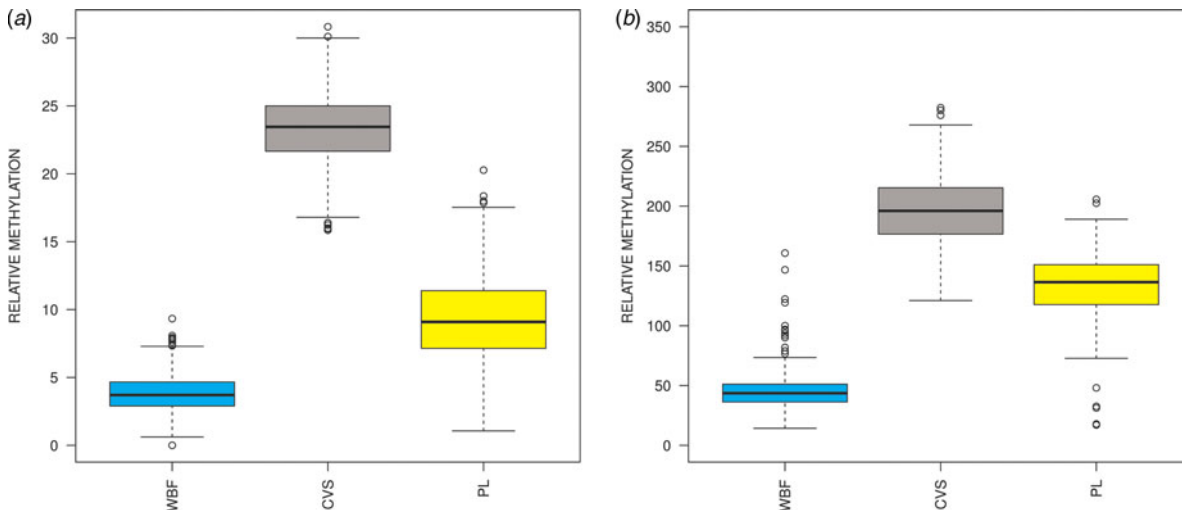 (a)
RELATIVE METHYLATION
30
25
20
15
10
5
0
WBF
CVS
PL
(b)
RELATIVE METHYLATION
350
300
250
200
150
100
50
0
WBF
CVS
PL